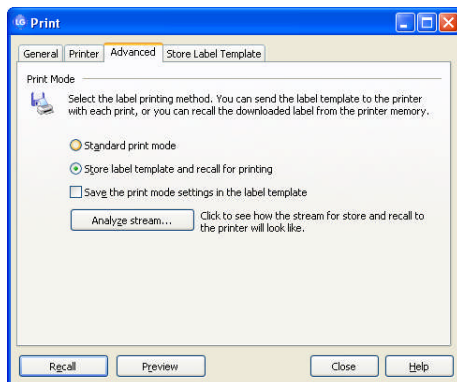 LG Print
General Printer Advanced Store Label Template
Print Mode
Select the label printing method. You can send the label template to the printer
with each print, or you can recall the downloaded label from the printer memory.
Standard print mode
Store label template and recall for printing
Save the print mode settings in the label template
Analyze stream... Click to see how the stream for store and recall to
the printer will look like.
Recall Preview Close Help